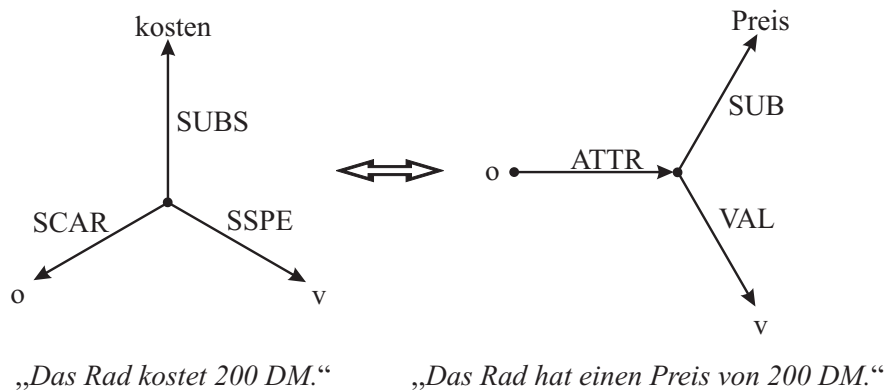 kosten
SUBS
SCAR
SSPE
o
v
Preis
SUB
o
ATTR
VAL
v
„Das Rad kostet 200 DM.“
„Das Rad hat einen Preis von 200 DM.“